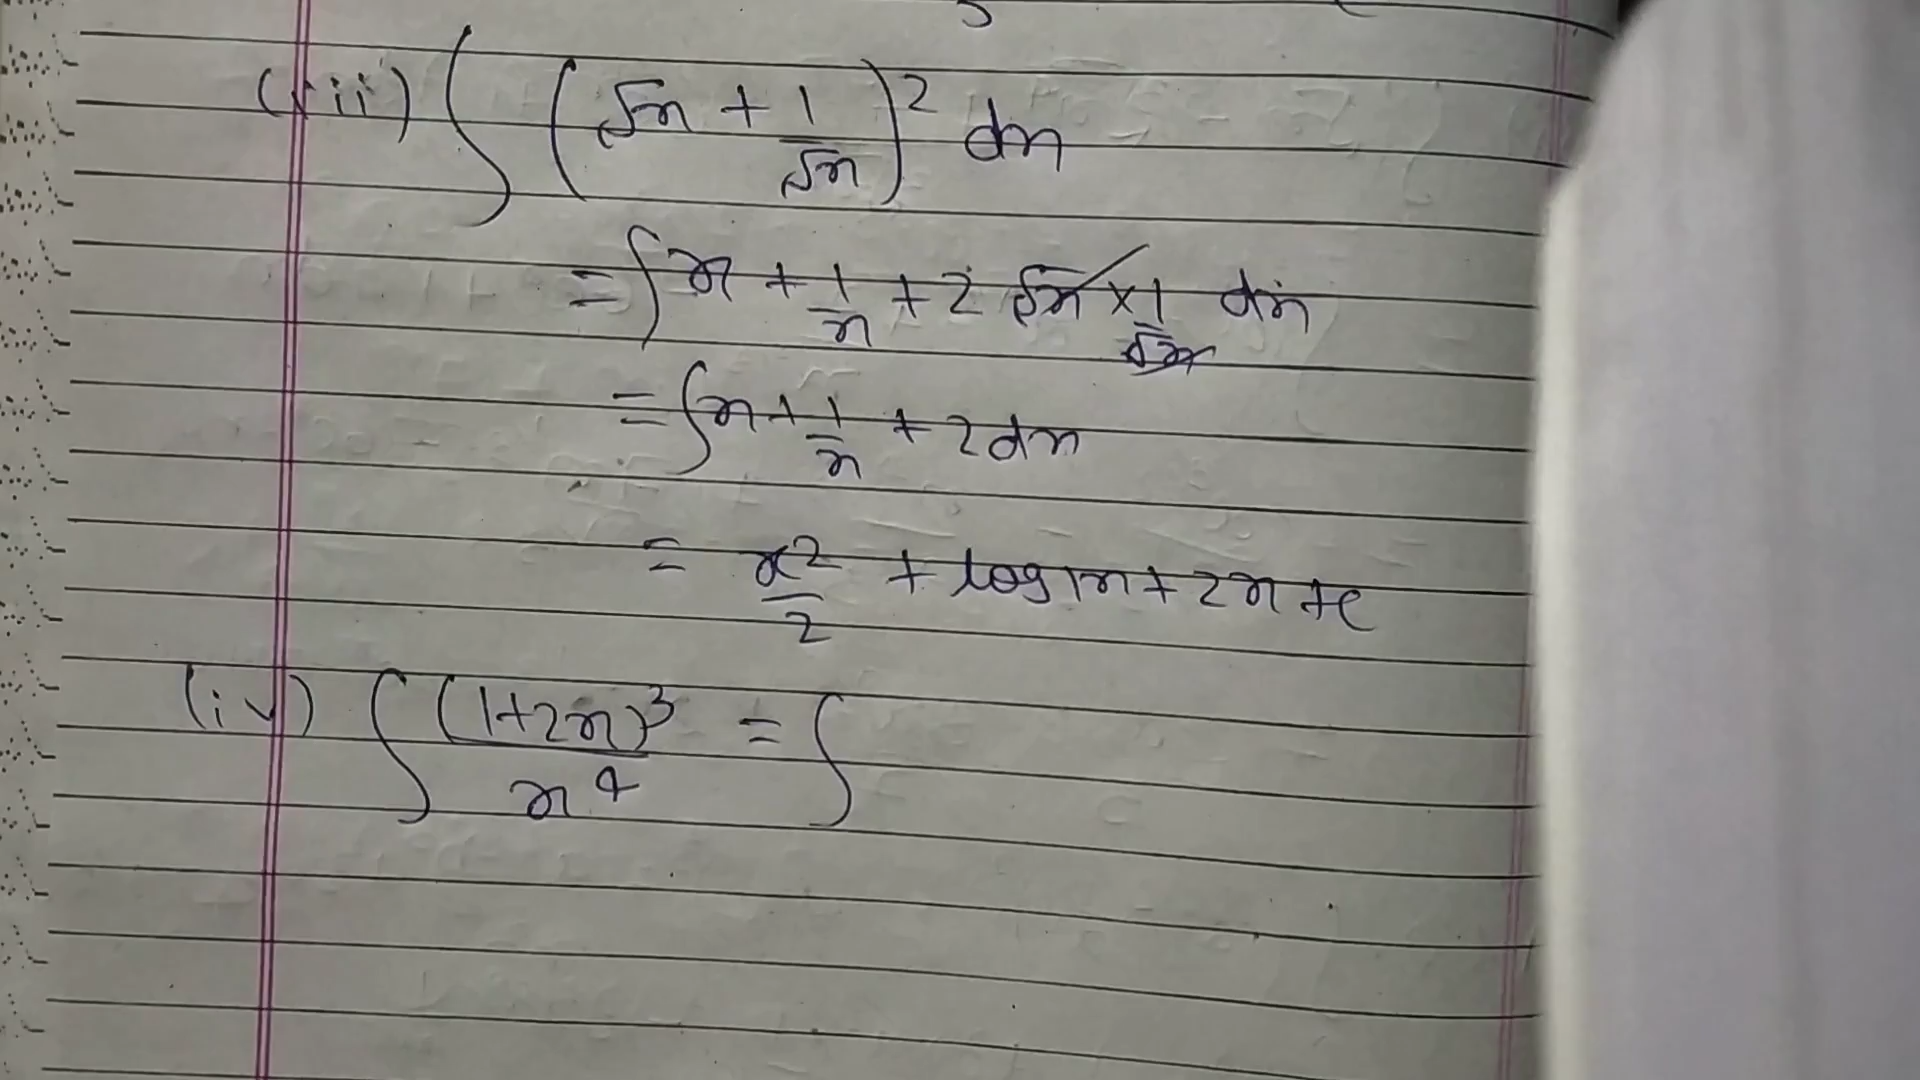 (iii) ∫ (√x + 1/√x)² dx
= ∫ x + 1/x + 2 √x × 1/√x dx
= ∫ x + 1/x + 2 dx
= x²/2 + log |x + 2x + c
(iv) ∫ (1+2x)³/x⁴ = ∫